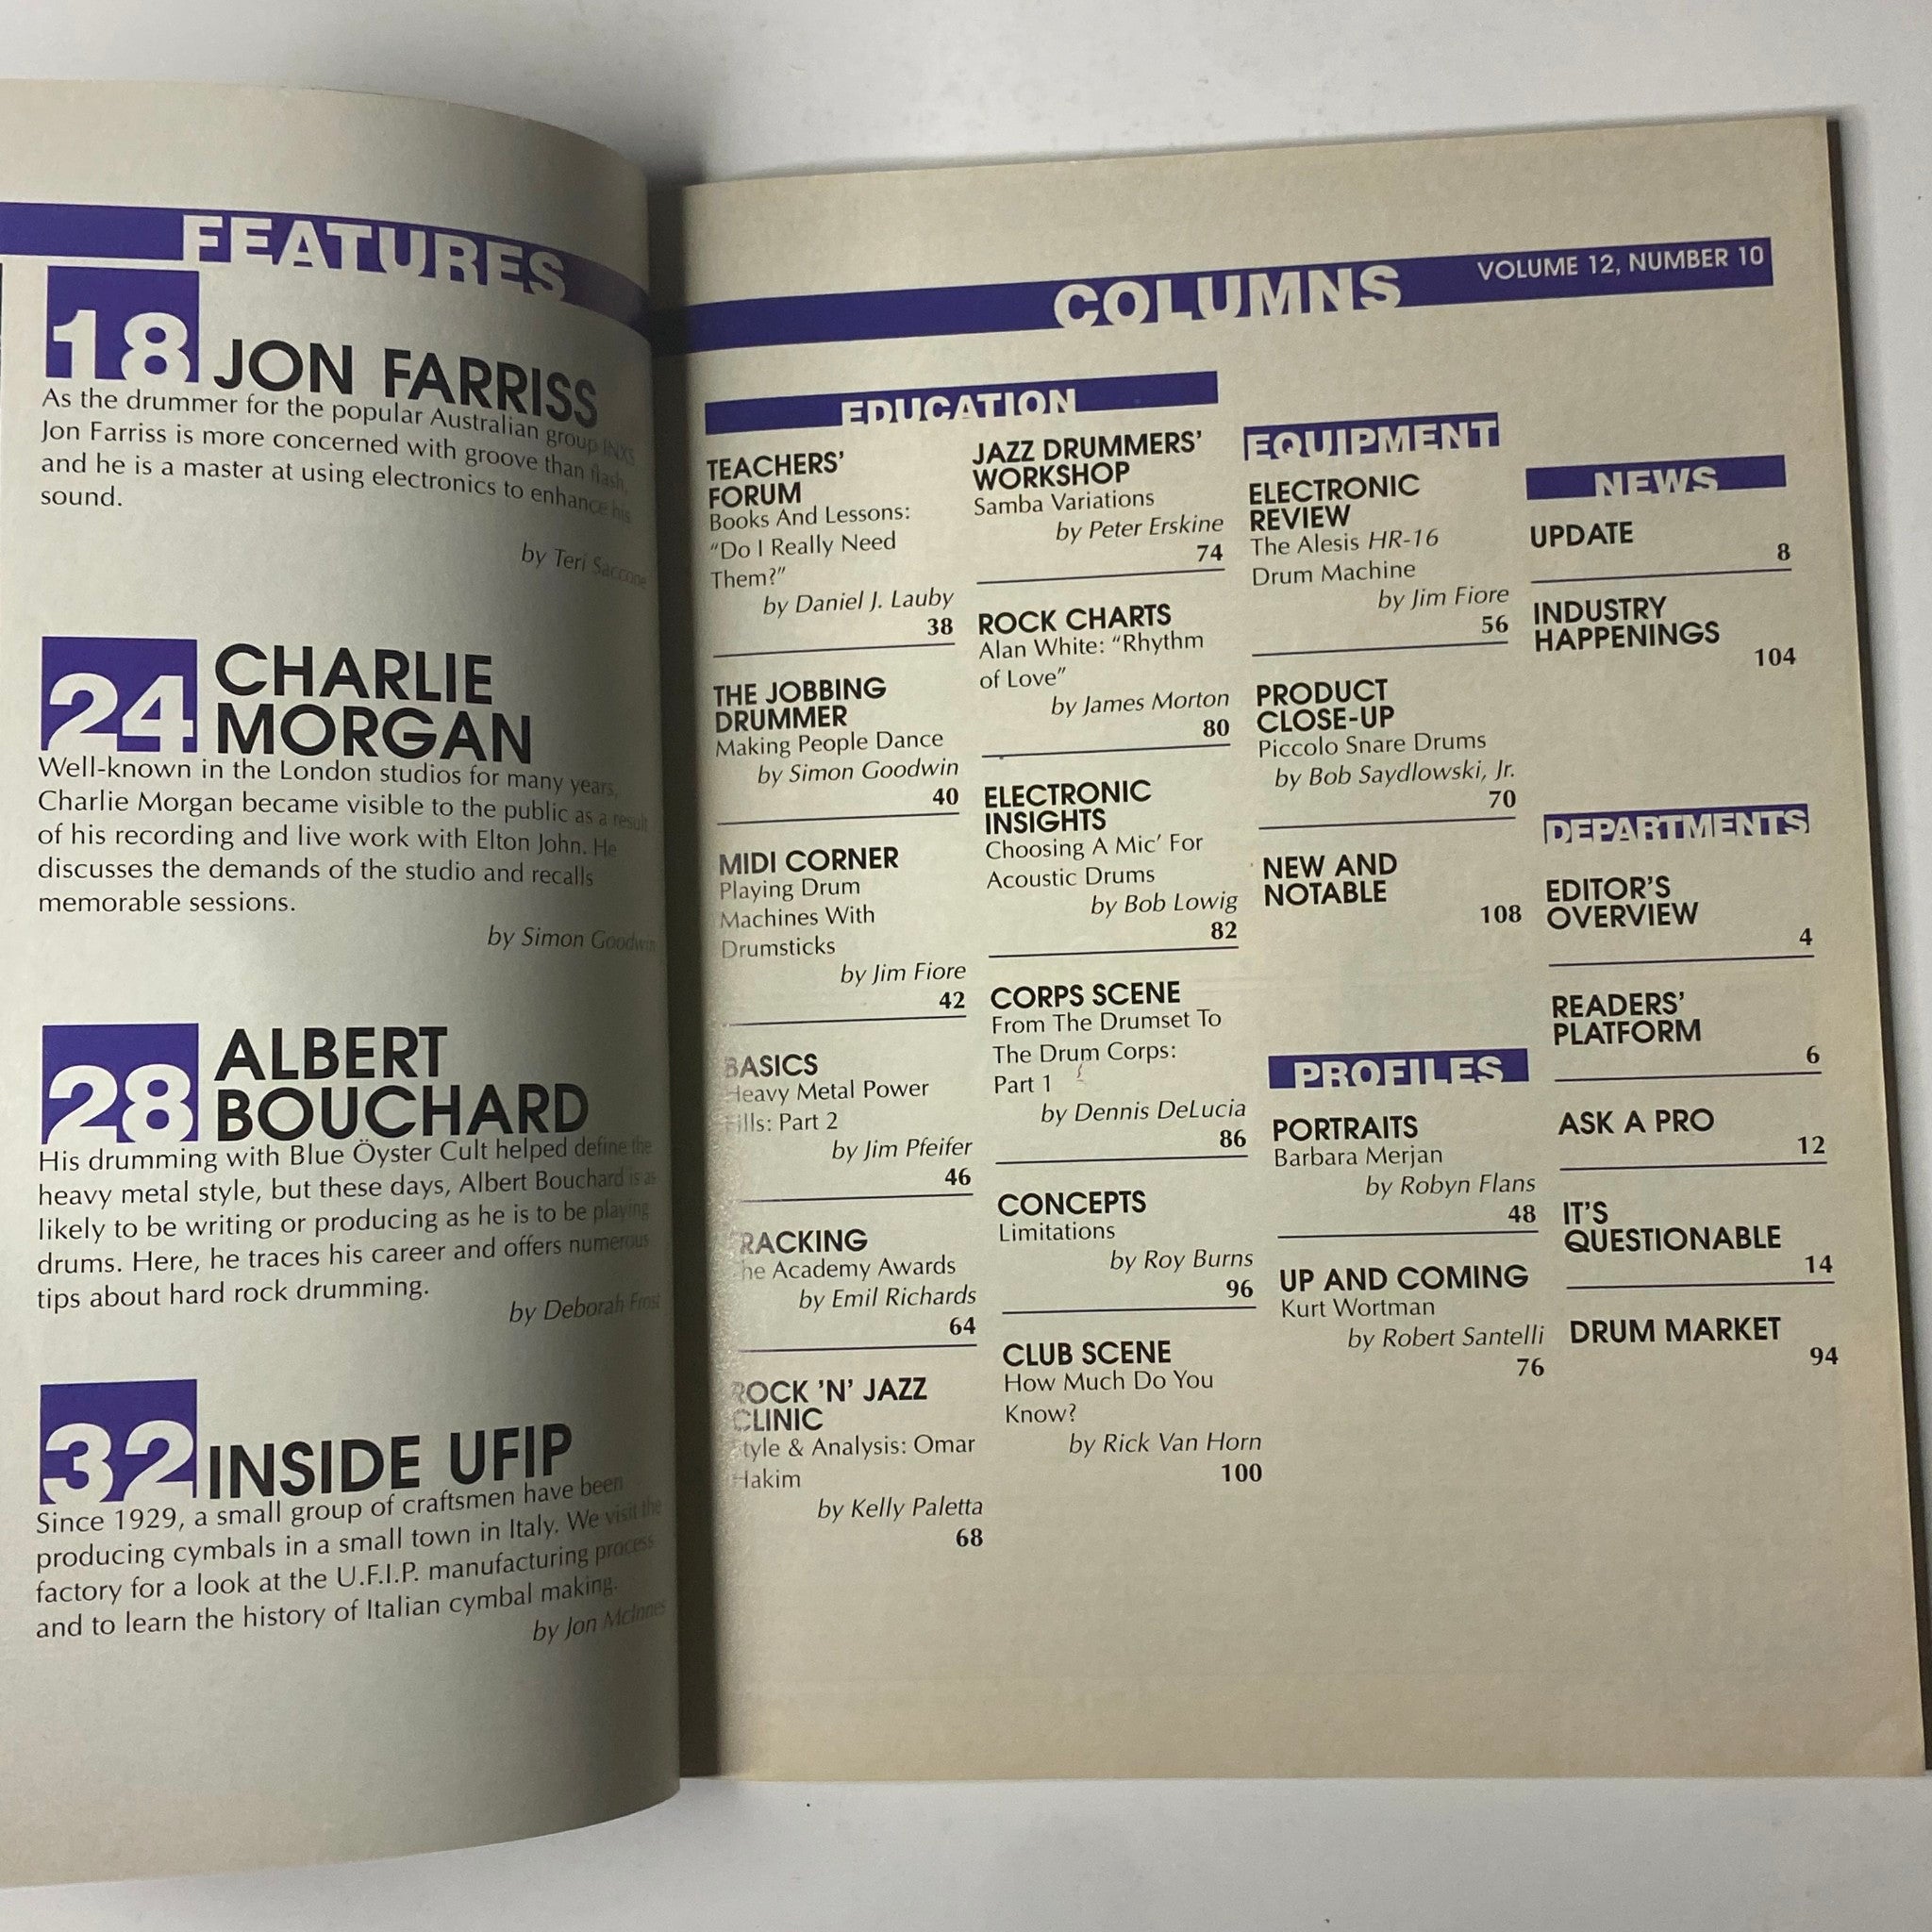 FEATURES
18 JON FARRISS
As the drummer for the popular Australian group INXS
Jon Farriss is more concerned with groove than flash,
and he is a master at using electronics to enhance his
sound.
by Teri Saccone
24 CHARLIE
MORGAN
Well-known in the London studios for many years,
Charlie Morgan became visible to the public as a result
of his recording and live work with Elton John. He
discusses the demands of the studio and recalls
memorable sessions.
by Simon Goodwin
28 ALBERT
BOUCHARD
His drumming with Blue Öyster Cult helped define the
heavy metal style, but these days, Albert Bouchard is as
likely to be writing or producing as he is to be playing
drums. Here, he traces his career and offers numerous
tips about hard rock drumming.
by Deborah Frost
32 INSIDE UFIP
Since 1929, a small group of craftsmen have been
producing cymbals in a small town in Italy. We visit the
factory for a look at the U.F.I.P. manufacturing process
and to learn the history of Italian cymbal making.
by Jon McInnes
COLUMNS
VOLUME 12, NUMBER 10
EDUCATION
TEACHERS'
FORUM
Books And Lessons:
"Do I Really Need
Them?"
by Daniel J. Lauby
38
THE JOBBING
DRUMMER
Making People Dance
by Simon Goodwin
40
MIDI CORNER
Playing Drum
Machines With
Drumsticks
by Jim Fiore
42
BASICS
Heavy Metal Power
Fills: Part 2
by Jim Pfeifer
46
RACKING
he Academy Awards
by Emil Richards
64
ROCK 'N' JAZZ
CLINIC
tyle & Analysis: Omar
Hakim
by Kelly Paletta
68
JAZZ DRUMMERS'
WORKSHOP
Samba Variations
by Peter Erskine
74
ROCK CHARTS
Alan White: "Rhythm
of Love"
by James Morton
80
ELECTRONIC
INSIGHTS
Choosing A Mic' For
Acoustic Drums
by Bob Lowig
82
CORPS SCENE
From The Drumset To
The Drum Corps:
Part 1
by Dennis DeLucia
86
CONCEPTS
Limitations
by Roy Burns
96
CLUB SCENE
How Much Do You
Know?
by Rick Van Horn
100
EQUIPMENT
ELECTRONIC
REVIEW
The Alesis HR-16
Drum Machine
by Jim Fiore
56
PRODUCT
CLOSE-UP
Piccolo Snare Drums
by Bob Saydlowski, Jr.
70
NEW AND
NOTABLE
108
PROFILES
PORTRAITS
Barbara Merjan
by Robyn Flans
48
UP AND COMING
Kurt Wortman
by Robert Santelli
76
NEWS
UPDATE
8
INDUSTRY
HAPPENINGS
104
DEPARTMENTS
EDITOR'S
OVERVIEW
4
READERS'
PLATFORM
6
ASK A PRO
12
IT'S
QUESTIONABLE
14
DRUM MARKET
94